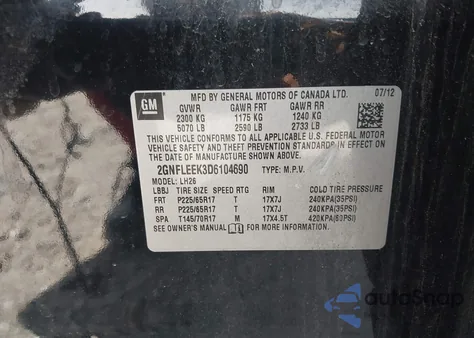 GM
MFD BY GENERAL MOTORS OF CANADA LTD. 07/12
GVWR GAWR FRT GAWR RR
2300 KG 1175 KG 1240 KG
5070 LB 2590 LB 2733 LB
THIS VEHICLE CONFORMS TO ALL APPLICABLE U.S. FEDERAL MOTOR
VEHICLE SAFETY AND THEFT PREVENTION STANDARDS IN EFFECT
ON THE DATE OF MANUFACTURE SHOWN ABOVE.
2GNFLEEK3D6104690 TYPE: M.P.V.
MODEL: LH26
LBBJ TIRE SIZE SPEED RTG RIM COLD TIRE PRESSURE
FRT P225/65R17 T 17X7J 240KPA(35PSI)
RR P225/65R17 T 17X7J 240KPA(35PSI)
SPA T145/70R17 M 17X4.5T 420KPA(60PSI)
SEE OWNER'S MANUAL FOR MORE INFORMATION
autoSnap